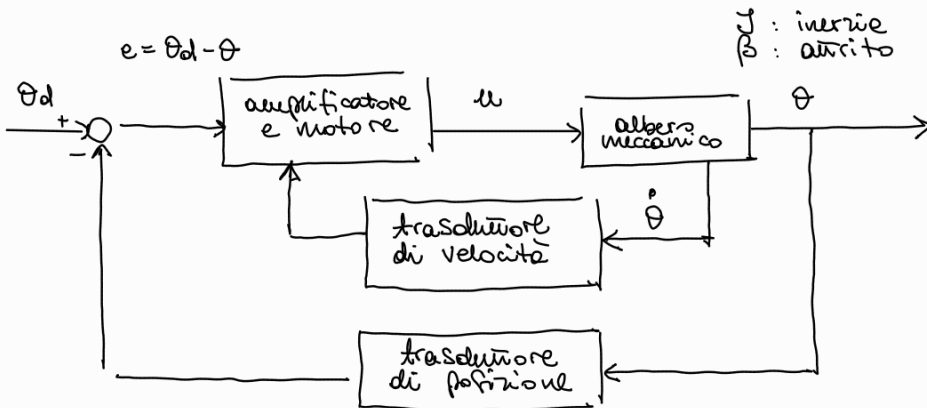 J : inerzie
β : attrito
e = θd - θ
θd
+
−
amplificatore
e motore
u
albero
meccanico
θ
trasduttore
di velocità
θ̇
trasduttore
di posizione